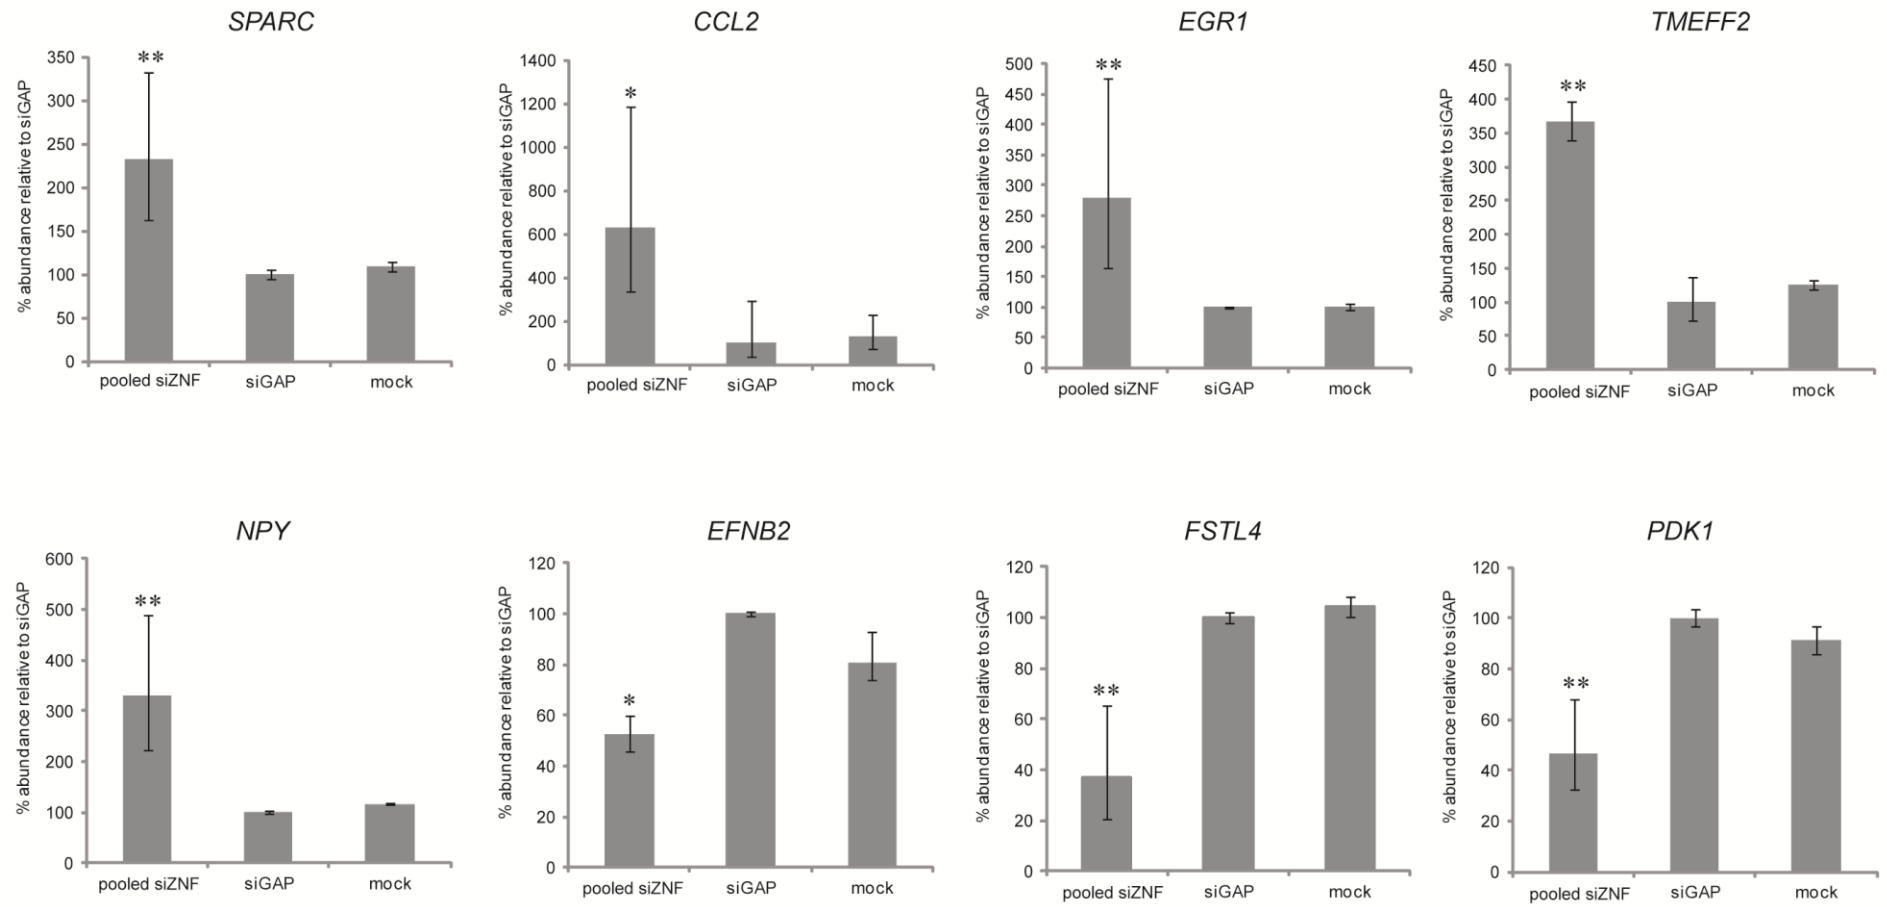 SPARC
% abundance relative to siGAP
350
300
250
200
150
100
50
0
**
pooled siZNF
siGAP
mock
CCL2
% abundance relative to siGAP
1400
1200
1000
800
600
400
200
0
*
pooled siZNF
siGAP
mock
EGR1
% abundance relative to siGAP
500
450
400
350
300
250
200
150
100
50
0
**
pooled siZNF
siGAP
mock
TMEFF2
% abundance relative to siGAP
450
400
350
300
250
200
150
100
50
0
**
pooled siZNF
siGAP
mock
NPY
% abundance relative to siGAP
600
500
400
300
200
100
0
**
pooled siZNF
siGAP
mock
EFNB2
% abundance relative to siGAP
120
100
80
60
40
20
0
*
pooled siZNF
siGAP
mock
FSTL4
% abundance relative to siGAP
120
100
80
60
40
20
0
**
pooled siZNF
siGAP
mock
PDK1
% abundance relative to siGAP
120
100
80
60
40
20
0
**
pooled siZNF
siGAP
mock